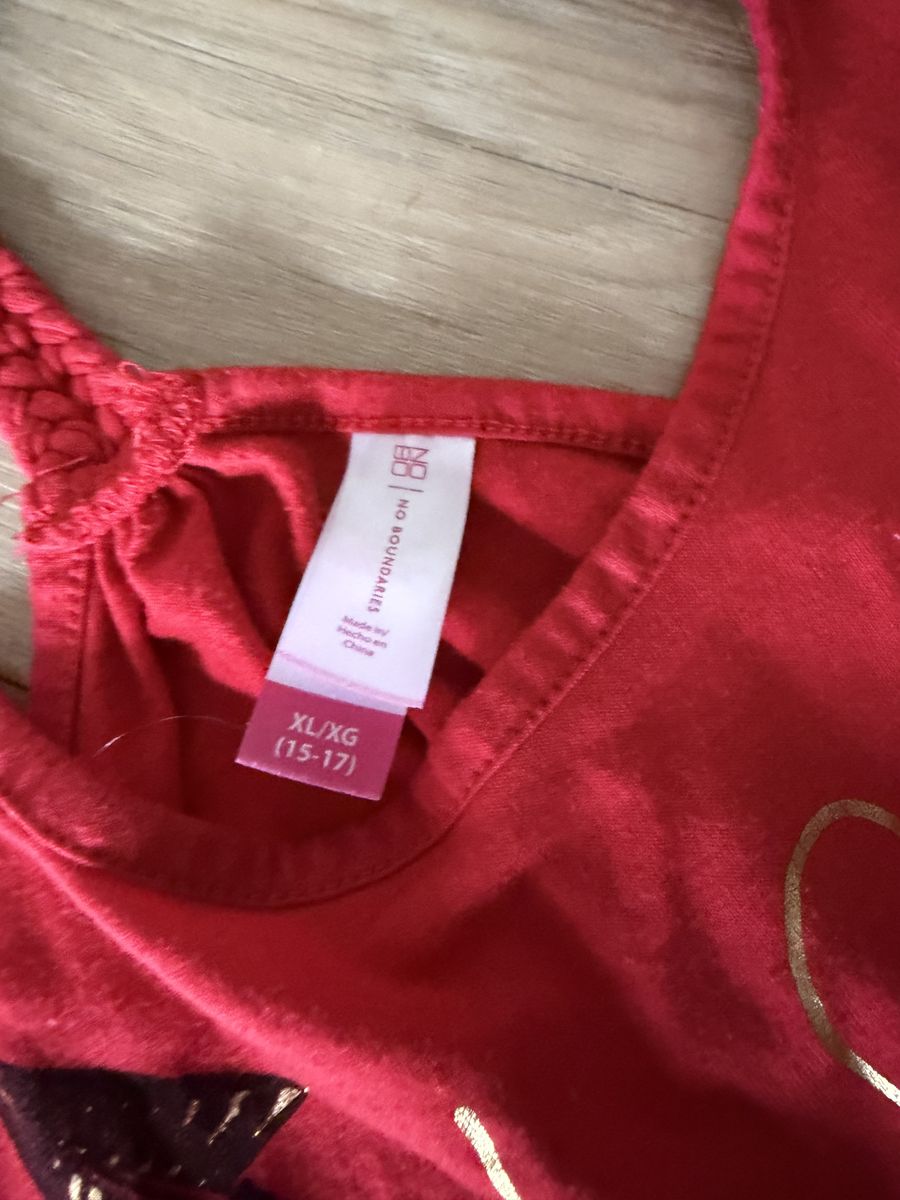 NO
BO | NO BOUNDARIES
Made in/
Hecho en
China
XL/XG
(15-17)